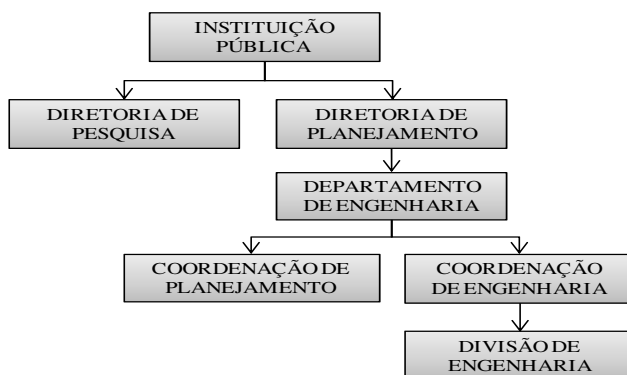 INSTITUIÇÃO
PÚBLICA
DIRETORIA DE
PESQUISA
DIRETORIA DE
PLANEJAMENTO
DEPARTAMENTO
DE ENGENHARIA
COORDENAÇÃO DE
PLANEJAMENTO
COORDENAÇÃO
DE ENGENHARIA
DIVISÃO DE
ENGENHARIA